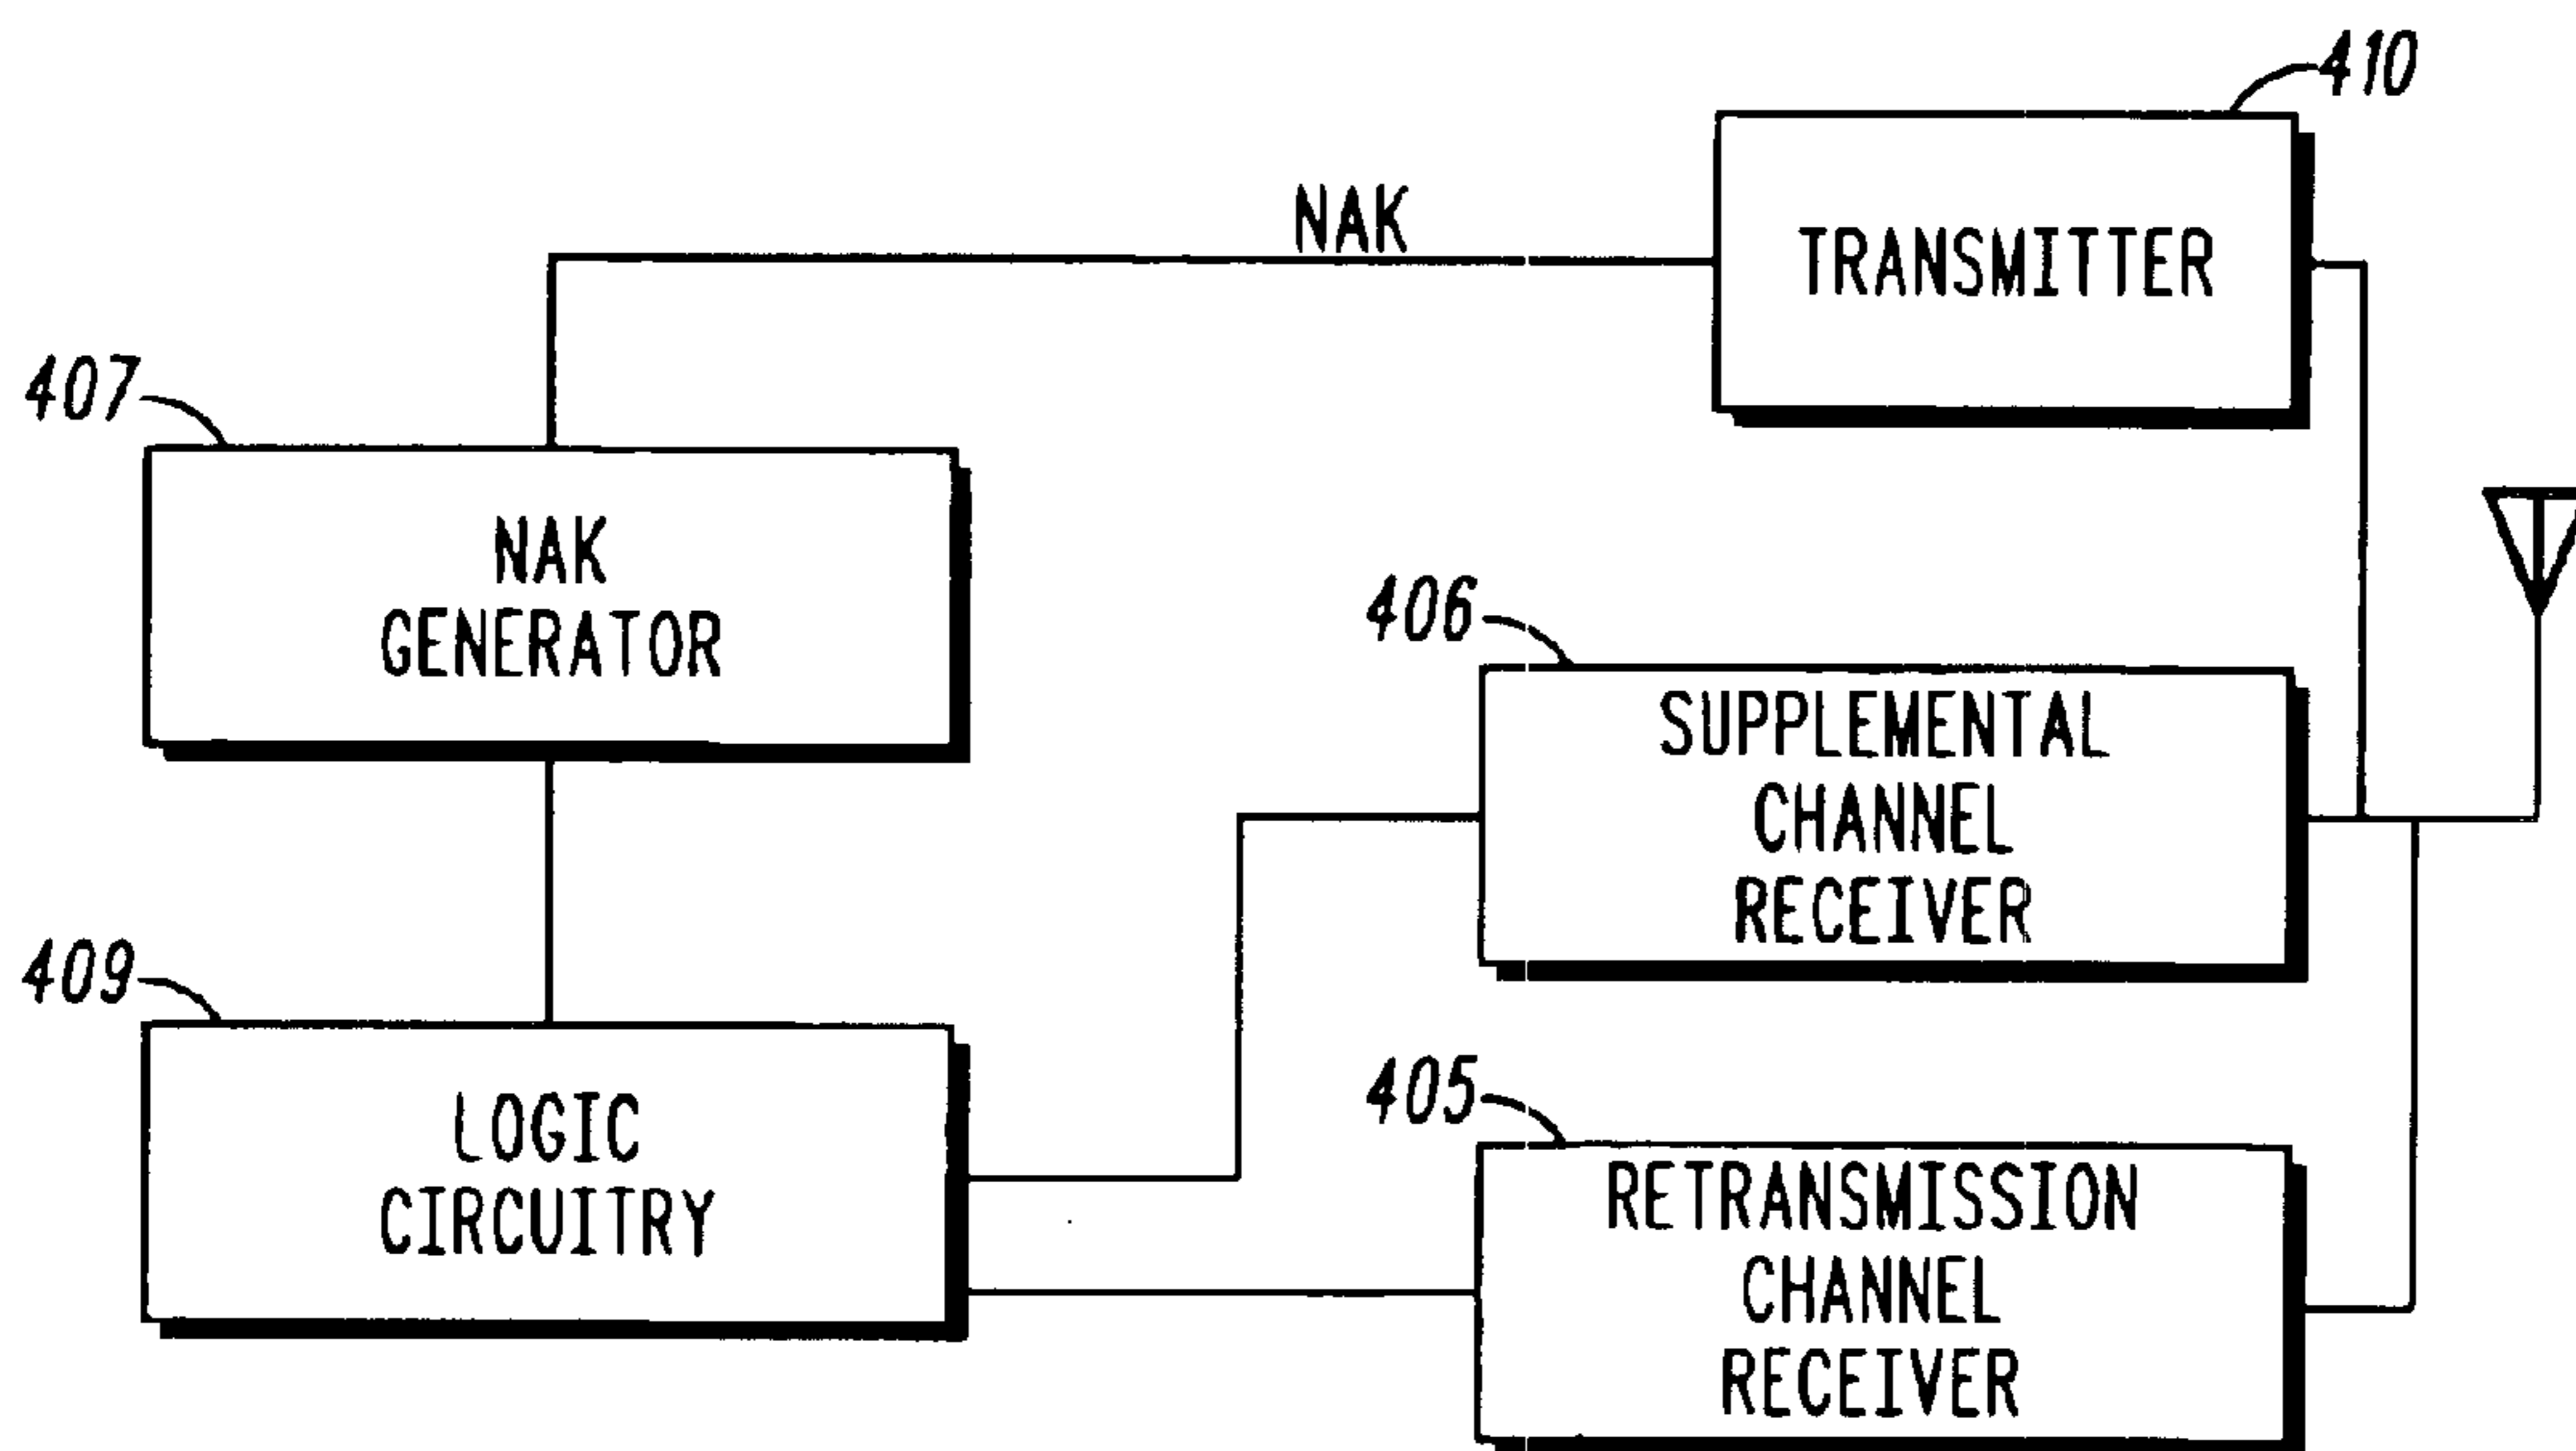 410
NAK
TRANSMITTER
407
NAK
GENERATOR
406
SUPPLEMENTAL
CHANNEL
RECEIVER
409
LOGIC
CIRCUITRY
405
RETRANSMISSION
CHANNEL
RECEIVER